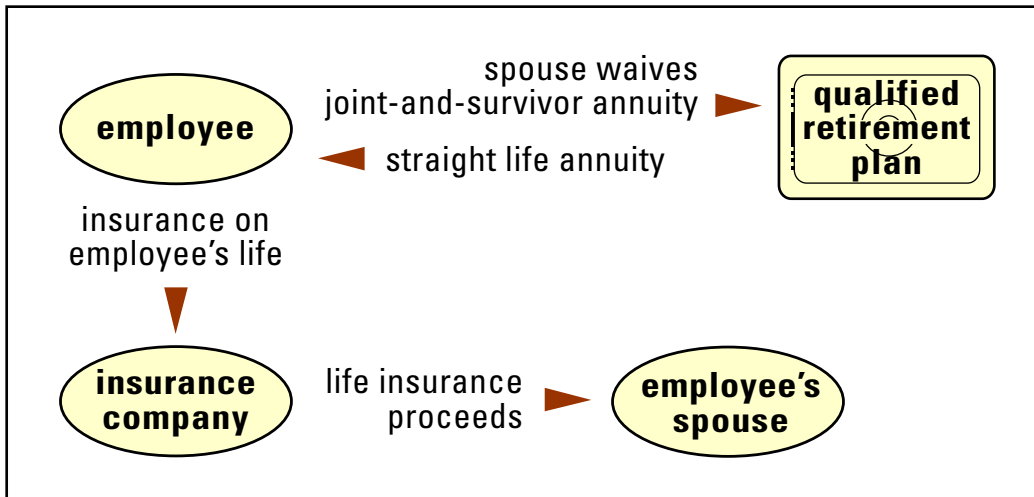 spouse waives
joint-and-survivor annuity
employee
qualified
retirement
plan
straight life annuity
insurance on
employee’s life
insurance
company
life insurance
proceeds
employee’s
spouse